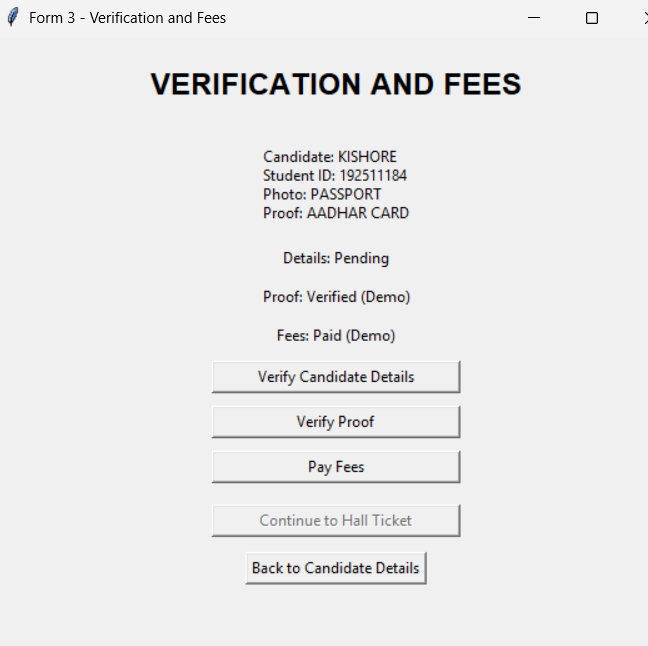 Form 3 - Verification and Fees
VERIFICATION AND FEES
Candidate: KISHORE
Student ID: 192511184
Photo: PASSPORT
Proof: AADHAR CARD
Details: Pending
Proof: Verified (Demo)
Fees: Paid (Demo)
Verify Candidate Details
Verify Proof
Pay Fees
Continue to Hall Ticket
Back to Candidate Details